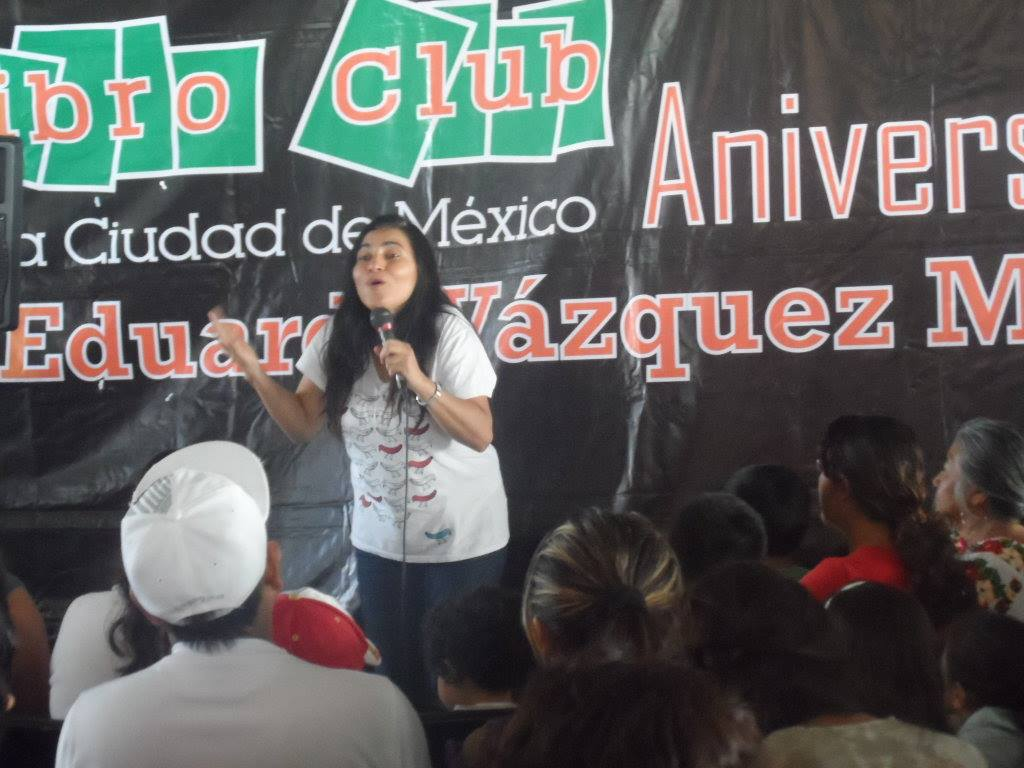 ibro Club
a Ciudad de México
Anivers
Eduar Vázquez M